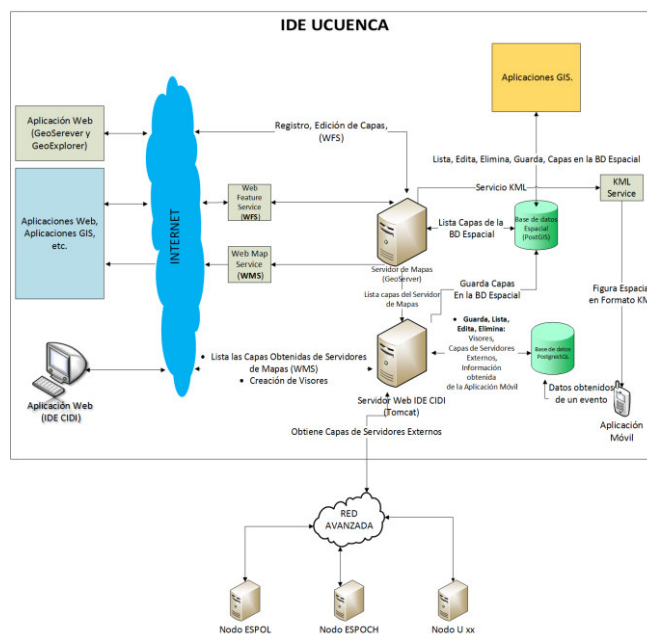 IDE UCUENCA
Aplicaciones GIS.
Aplicación Web
(GeoSerever y
GeoExplorer)
Registro, Edición de Capas,
(WFS)
Lista, Edita, Elimina, Guarda, Capas en la BD Espacial
Aplicaciones Web,
Aplicaciones GIS,
etc.
INTERNET
Web
Feature
Service
(WFS)
Servicio KML
KML
Service
Lista Capas de la
BD Espacial
Base de datos
Espacial
(PostGIS)
Web Map
Service
(WMS)
Servidor de Mapas
(GeoServer)
Lista capas del Servidor
de Mapas
Guarda Capas
En la BD Espacial
Figura Espacia
en Formato KM
• Guarda, Lista,
Edita, Elimina:
Visores,
Capas de Servidores
Externos,
Información
obtenida
de la Aplicación Móvil
Base de datos
• Lista las Capas Obtenidas de Servidores
de Mapas (WMS)
• Creación de Visores
Servidor Web IDE CIDI
(Tomcat)
Datos obtenidos
de un evento
Aplicación
Móvil
Aplicación Web
(IDE CIDI)
Obtiene Capas de Servidores Externos
RED
AVANZADA
Nodo ESPOL
Nodo ESPOCH
Nodo U xx